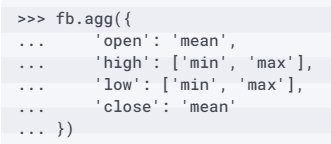 >>> fb.agg({
...     'open': 'mean',
...     'high': ['min', 'max'],
...     'low': ['min', 'max'],
...     'close': 'mean'
... })